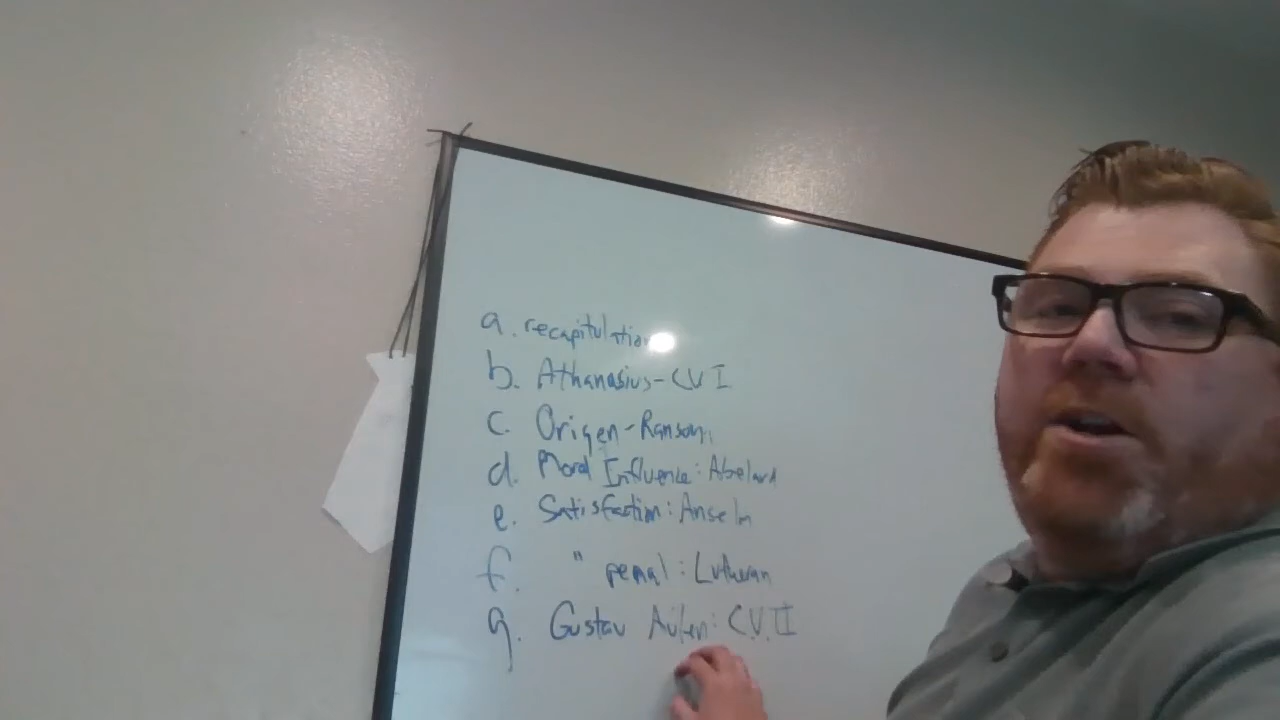 a. recapitulation
b. Athanasius-CV I
c. Origen-Ransom
d. Moral Influence: Abelard
e. Satisfaction: Anselm
f. " penal: Lutheran
g. Gustav Aulen: C.V. II